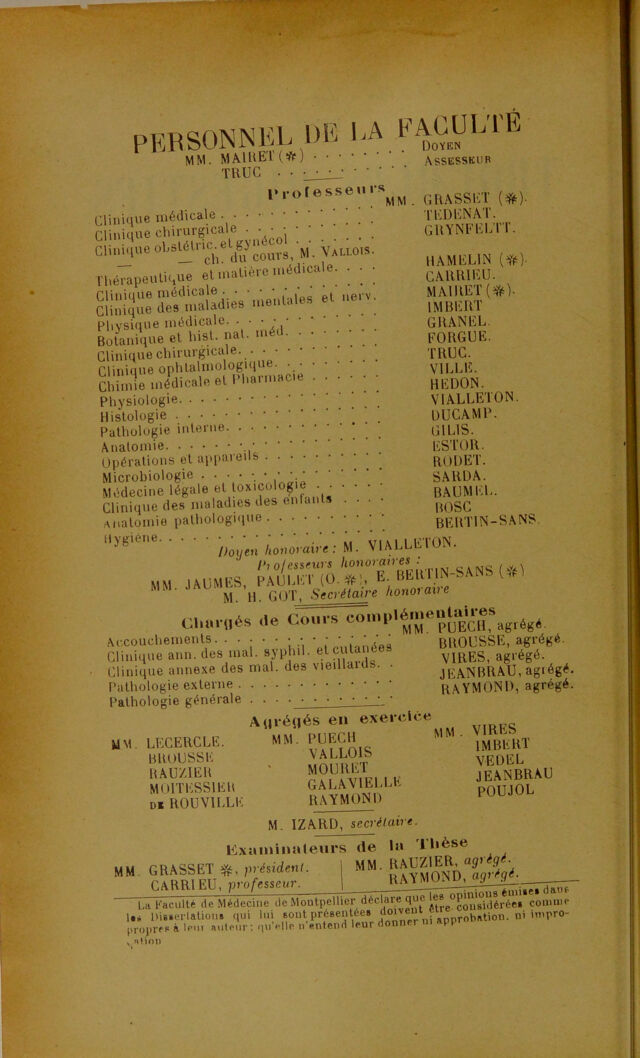 PERSONNEL DE LA FACULTÉ
MM. MAIRET (✻) . . . . . . . . DOYEN
TRUC . . . . . . . . ASSESSEUR
Professeurs
Clinique médicale . . . . . . . . MM. GRASSET (✻).
Clinique chirurgicale . . . . . . . . TEDENAT.
Clinique obstétric. et gynécol . . . . . . . . GRYNFELTT.
— ch. du cours, M. VALLOIS.
Thérapeutique et matière médicale. . . . HAMELIN (✻).
Clinique médicale . . . . . . . . CARRIEU.
Clinique des maladies mentales et nerv. MAIRET (✻).
Physique médicale. . . . . . . . IMBERT
Botanique et hist. nat. méd. . . . . . . . GRANEL.
Clinique chirurgicale. . . . . . . . FORGUE.
Clinique ophtalmologique. . . . . . . . TRUC.
Chimie médicale et Pharmacie . . . . . . VILLE.
Physiologie. . . . . . . . HEDON.
Histologie . . . . . . . . VIALLETON.
Pathologie interne. . . . . . . . DUCAMP.
Anatomie. . . . . . . . GILIS.
Opérations et appareils . . . . . . . . ESTOR.
Microbiologie . . . . . . . . RODET.
Médecine légale et toxicologie . . . . . . SARDA.
Clinique des maladies des enfants . . . . BAUMEL.
Anatomie pathologique . . . . . . . . BOSC
Hygiène. . . . . . . . BERTIN-SANS.
Doyen honoraire : M. VIALLETON.
Professeurs honoraires :
MM. JAUMES, PAULET (O. ✻), E. BERTIN-SANS (✻)
M. H. GOT, Secrétaire honoraire
Chargés de Cours complémentaires
Accouchements. . . . . . . . MM. PUECH, agrégé.
Clinique ann. des mal. syphil. et cutanées BROUSSE, agrégé.
Clinique annexe des mal. des vieillards. . VIRES, agrégé.
Pathologie externe . . . . . . . . JEANBRAU, agrégé.
Pathologie générale . . . . . . . . RAYMOND, agrégé.
Agrégés en exercice
MM. LECERCLE. MM. PUECH MM. VIRES
BROUSSE VALLOIS IMBERT
RAUZIER MOURET VEDEL
MOITESSIER GALAVIELLE JEANBRAU
DE ROUVILLE RAYMOND POUJOL
M. IZARD, secrétaire.
Examinateurs de la Thèse
MM. GRASSET ✻, président. MM. RAUZIER, agrégé.
CARRIEU, professeur. RAYMOND, agrégé.
La Faculté de Médecine de Montpellier déclare que les opinions émises dans
les Dissertations qui lui sont présentées doivent être considérées comme
propres à leur auteur ; qu'elle n'entend leur donner ni approbation, ni impro-